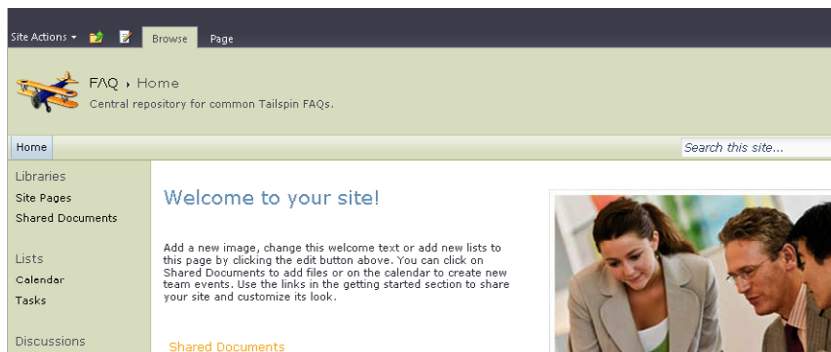 Site Actions
Browse
Page
FAQ › Home
Central repository for common Tailspin FAQs.
Home
Search this site...
Libraries
Site Pages
Shared Documents
Lists
Calendar
Tasks
Discussions
Welcome to your site!
Add a new image, change this welcome text or add new lists to
this page by clicking the edit button above. You can click on
Shared Documents to add files or on the calendar to create new
team events. Use the links in the getting started section to share
your site and customize its look.
Shared Documents